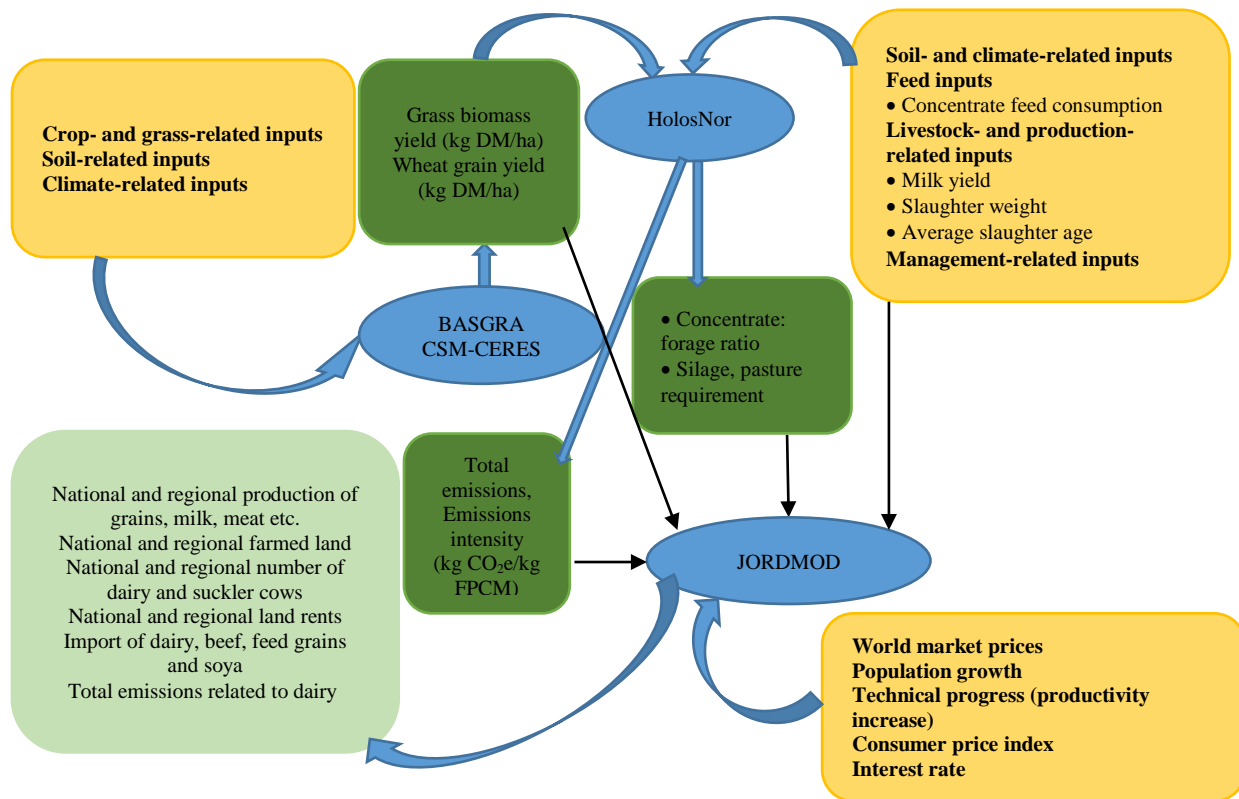 Crop- and grass-related inputs
Soil-related inputs
Climate-related inputs
Grass biomass
yield (kg DM/ha)
Wheat grain yield
(kg DM/ha)
HolosNor
Soil- and climate-related inputs
Feed inputs
• Concentrate feed consumption
Livestock- and production-
related inputs
• Milk yield
• Slaughter weight
• Average slaughter age
Management-related inputs
BASGRA
CSM-CERES
• Concentrate:
forage ratio
• Silage, pasture
requirement
National and regional production of
grains, milk, meat etc.
National and regional farmed land
National and regional number of
dairy and suckler cows
National and regional land rents
Import of dairy, beef, feed grains
and soya
Total emissions related to dairy
Total
emissions,
Emissions
intensity
(kg CO₂e/kg
FPCM)
JORDMOD
World market prices
Population growth
Technical progress (productivity
increase)
Consumer price index
Interest rate